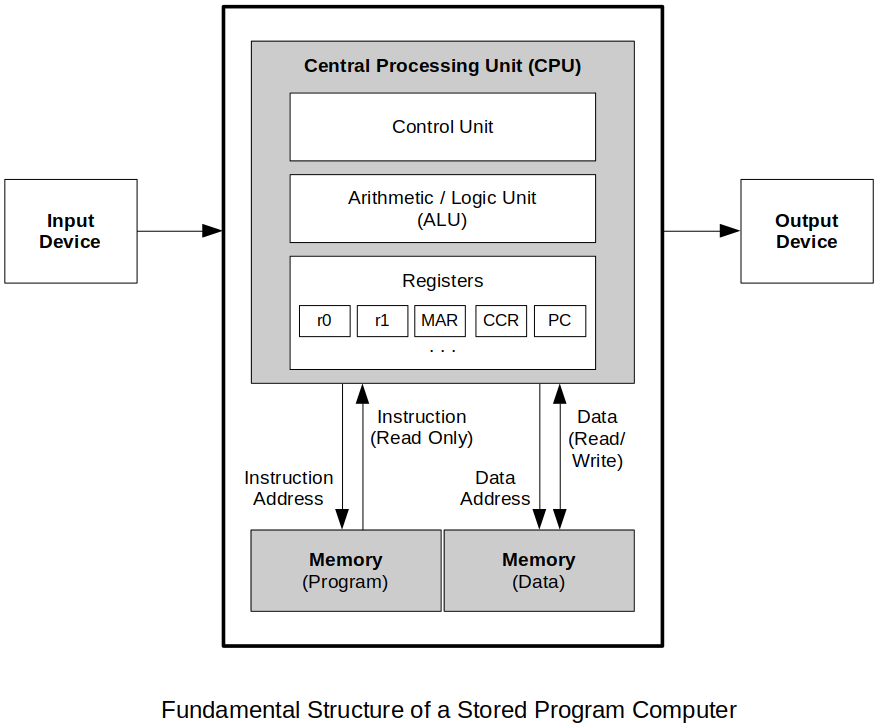 Central Processing Unit (CPU)
Control Unit
Arithmetic / Logic Unit
(ALU)
Registers
r0
r1
MAR
CCR
PC
. . .
Input
Device
Output
Device
Instruction
(Read Only)
Instruction
Address
Data
(Read/
Write)
Data
Address
Memory
(Program)
Memory
(Data)
Fundamental Structure of a Stored Program Computer